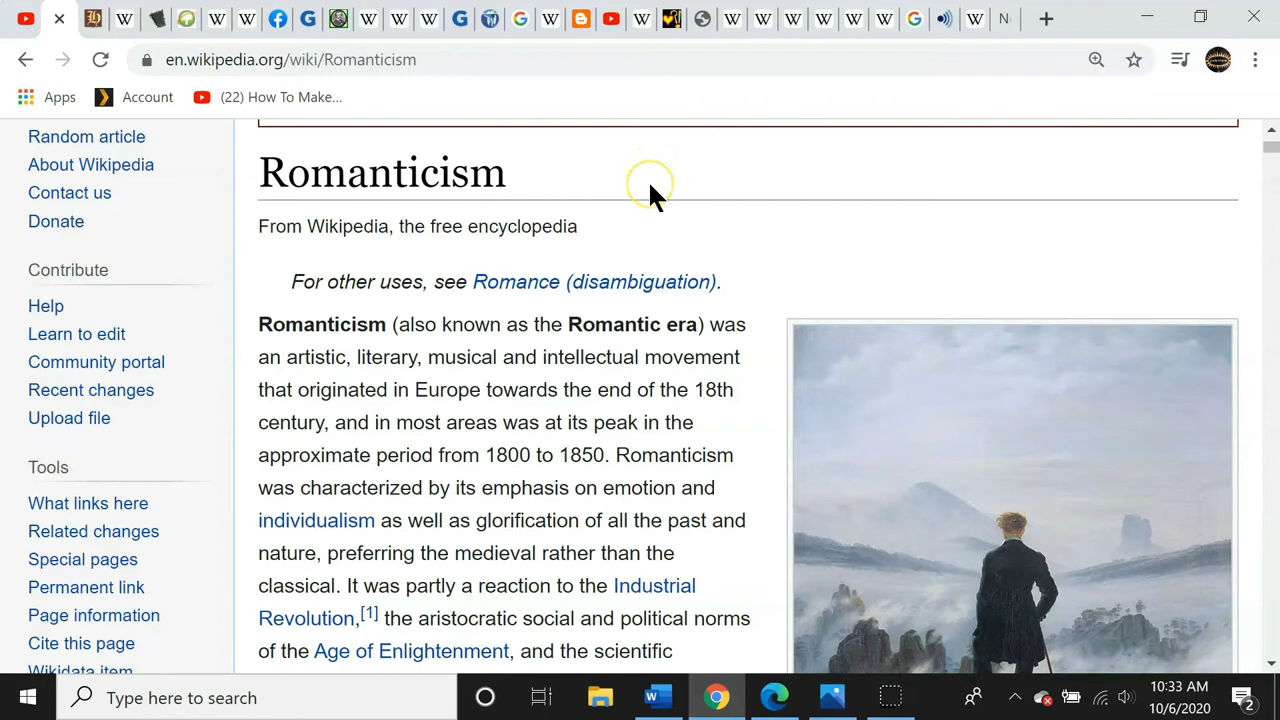 en.wikipedia.org/wiki/Romanticism
Apps
Account
(22) How To Make...
Random article
About Wikipedia
Contact us
Donate
Contribute
Help
Learn to edit
Community portal
Recent changes
Upload file
Tools
What links here
Related changes
Special pages
Permanent link
Page information
Cite this page
Wikidata item
Romanticism
From Wikipedia, the free encyclopedia
For other uses, see Romance (disambiguation).
Romanticism (also known as the Romantic era) was
an artistic, literary, musical and intellectual movement
that originated in Europe towards the end of the 18th
century, and in most areas was at its peak in the
approximate period from 1800 to 1850. Romanticism
was characterized by its emphasis on emotion and
individualism as well as glorification of all the past and
nature, preferring the medieval rather than the
classical. It was partly a reaction to the Industrial
Revolution,[1] the aristocratic social and political norms
of the Age of Enlightenment, and the scientific
Type here to search
10:33 AM
10/6/2020
2